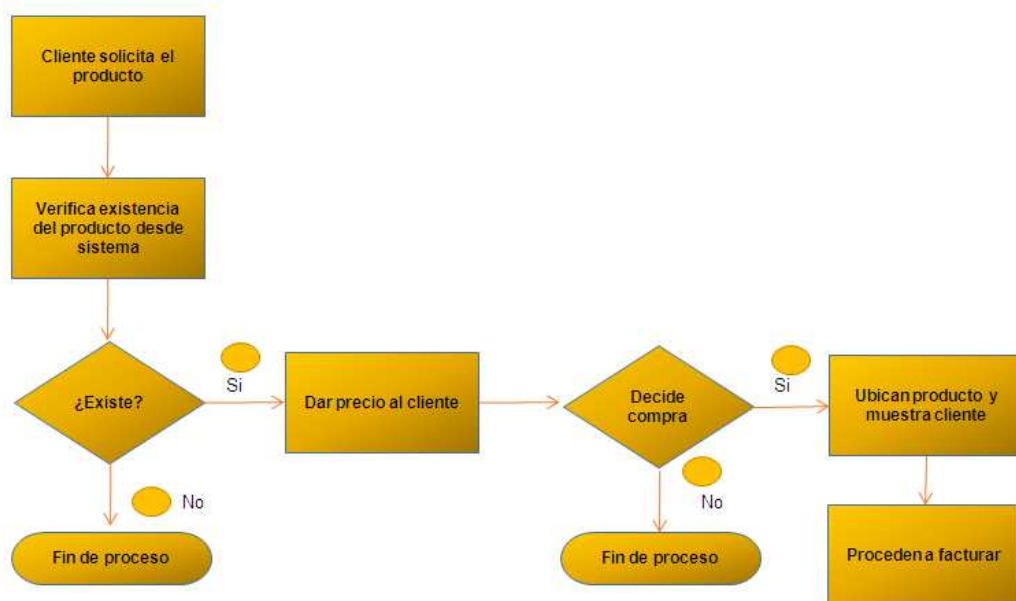 Cliente solicita el
producto
Verifica existencia
del producto desde
sistema
¿Existe?
Si
Dar precio al cliente
Decide
compra
Si
Ubican producto y
muestra cliente
No
Fin de proceso
No
Fin de proceso
Proceden a facturar